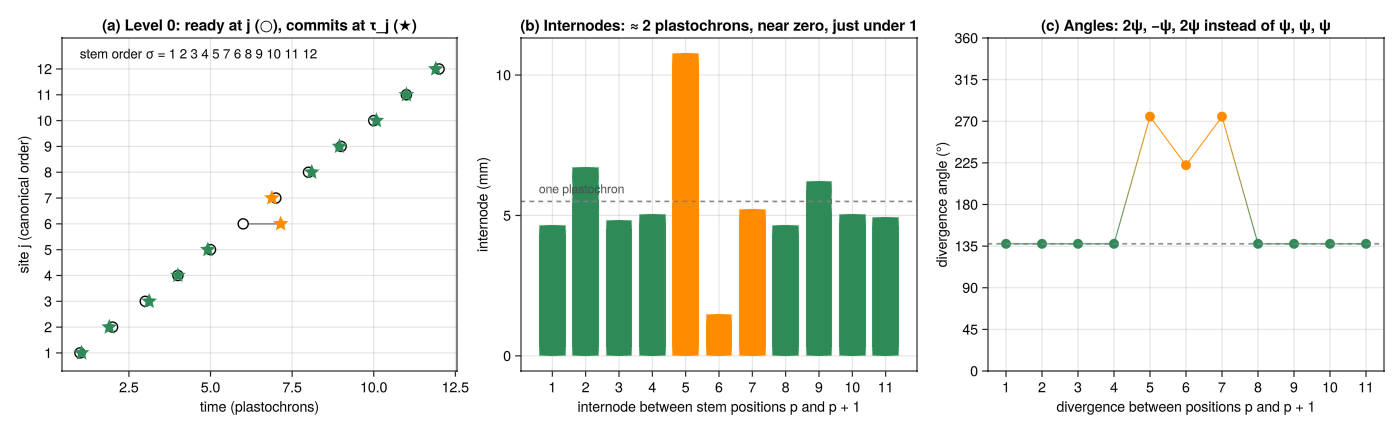 (a) Level 0: ready at j (○), commits at τ_j (★)
stem order σ = 1 2 3 4 5 7 6 8 9 10 11 12
12
11
10
9
8
7
6
5
4
3
2
1
site j (canonical order)
2.5 5.0 7.5 10.0 12.5
time (plastochrons)
(b) Internodes: ≈ 2 plastochrons, near zero, just under 1
one plastochron
10
5
0
internode (mm)
1 2 3 4 5 6 7 8 9 10 11
internode between stem positions p and p + 1
(c) Angles: 2ψ, −ψ, 2ψ instead of ψ, ψ, ψ
360
315
270
225
180
135
90
45
0
divergence angle (°)
1 2 3 4 5 6 7 8 9 10 11
divergence between positions p and p + 1